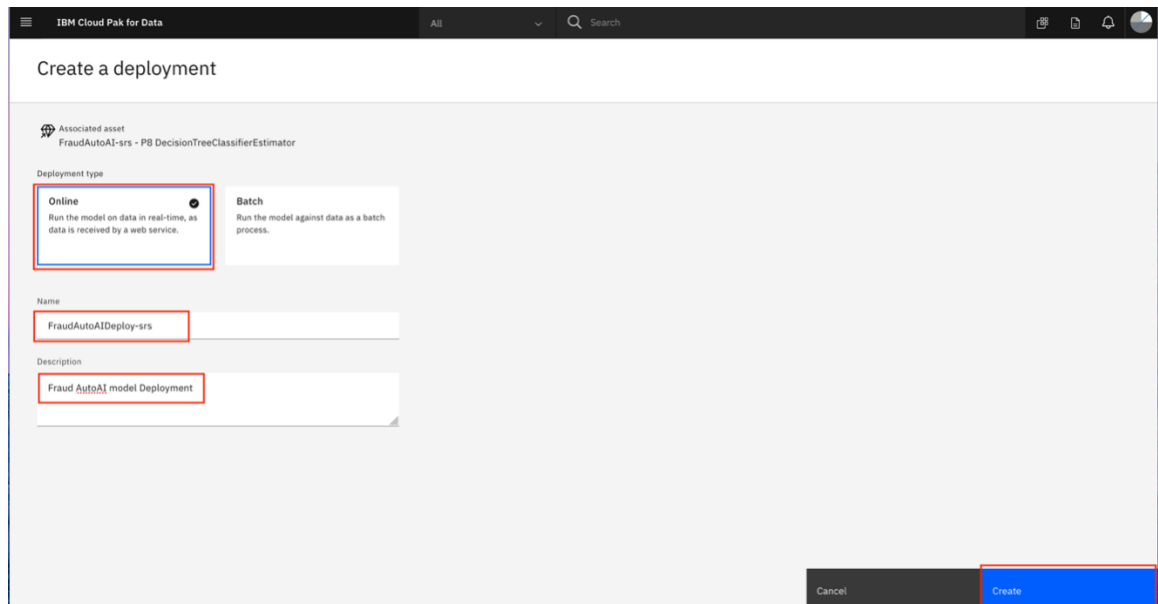 IBM Cloud Pak for Data
All
Search
Create a deployment
Associated asset
FraudAutoAI-srs - P8 DecisionTreeClassifierEstimator
Deployment type
Online
Run the model on data in real-time, as
data is received by a web service.
Batch
Run the model against data as a batch
process.
Name
FraudAutoAIDeploy-srs
Description
Fraud AutoAI model Deployment
Cancel
Create